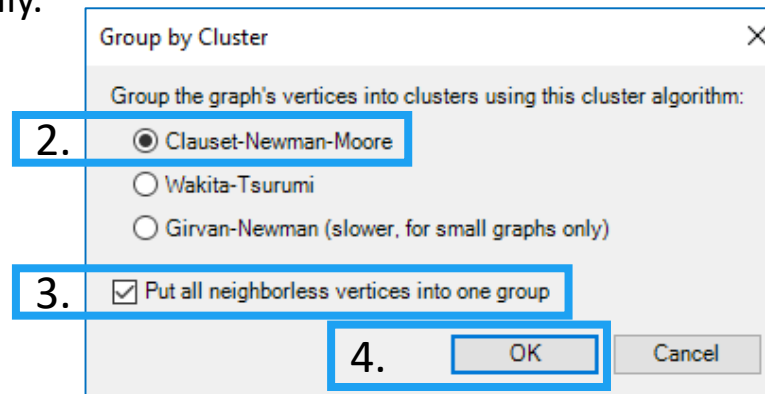 Group by Cluster
Group the graph's vertices into clusters using this cluster algorithm:
2. Clauset-Newman-Moore
Wakita-Tsurumi
Girvan-Newman (slower, for small graphs only)
3. Put all neighborless vertices into one group
4. OK Cancel